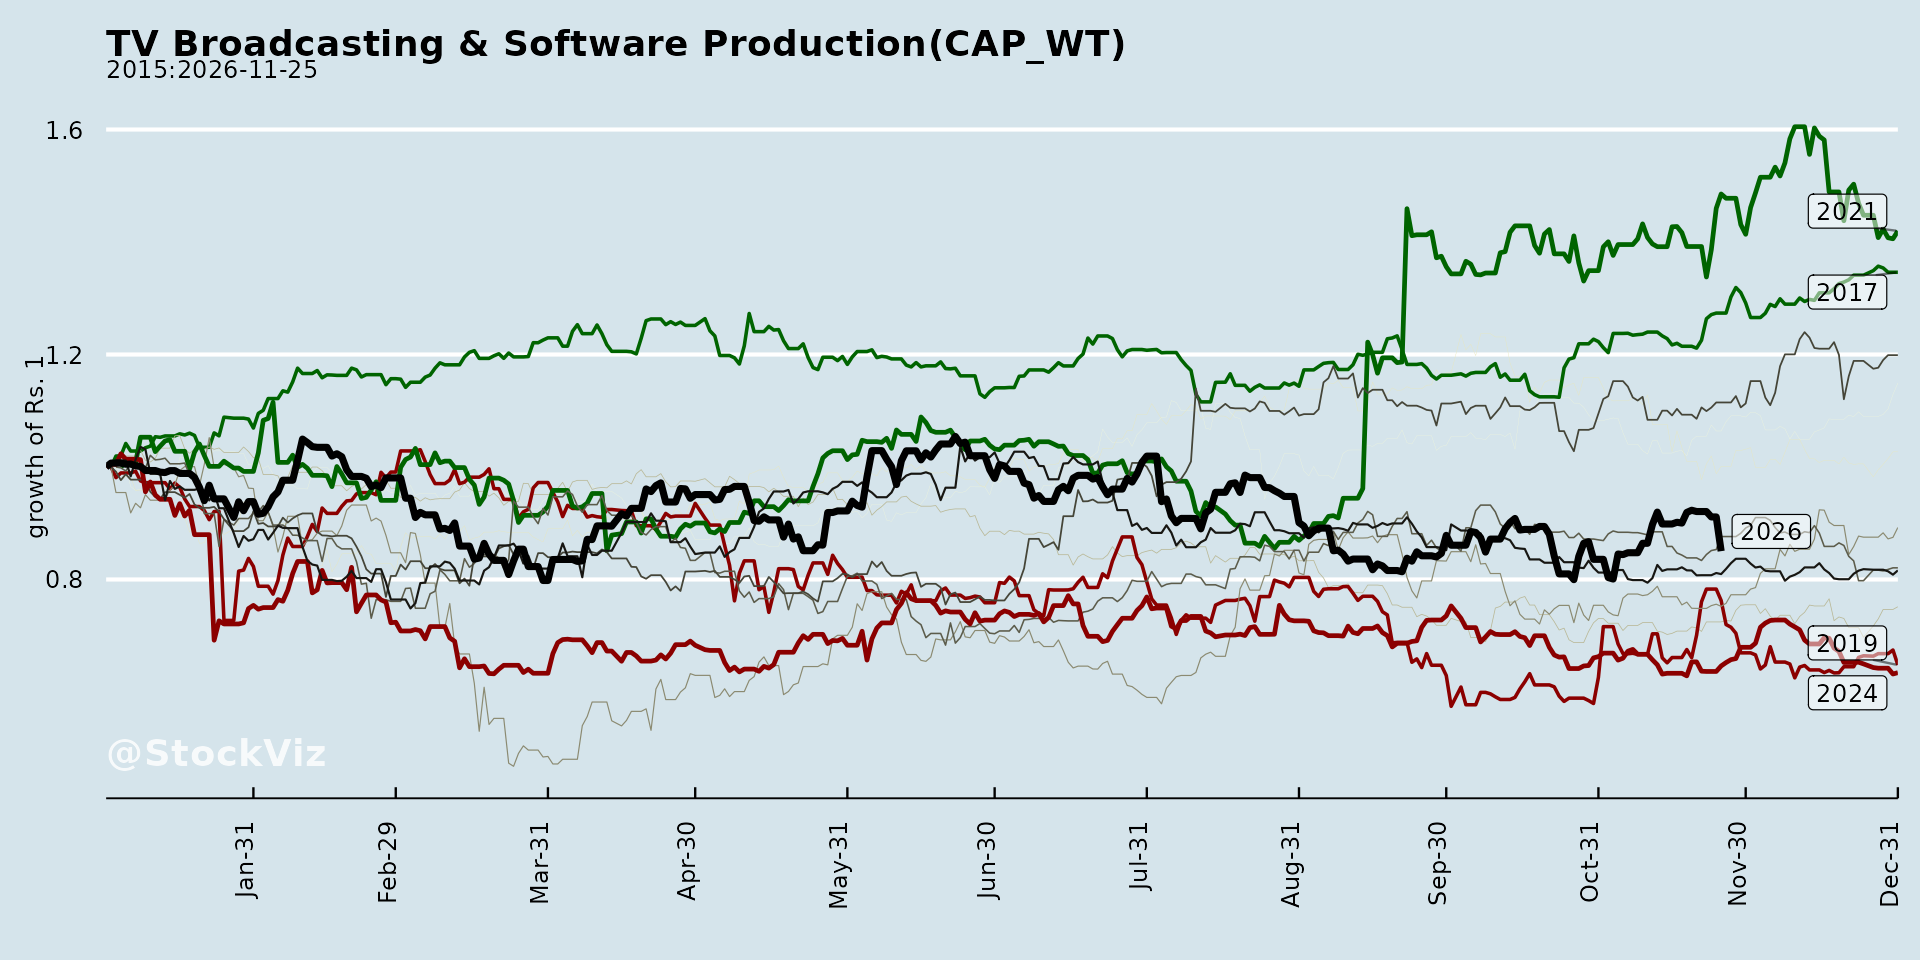 TV Broadcasting & Software Production(CAP_WT)
2015:2026-11-25
growth of Rs. 1
1.6
1.2
0.8
2021
2017
2026
2019
2024
@StockViz
Jan-31
Feb-29
Mar-31
Apr-30
May-31
Jun-30
Jul-31
Aug-31
Sep-30
Oct-31
Nov-30
Dec-31